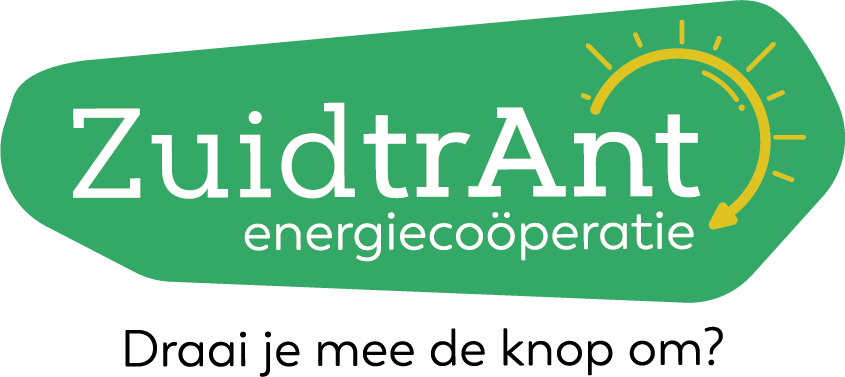 ZuidtrAnt
energiecoöperatie
Draai je mee de knop om?